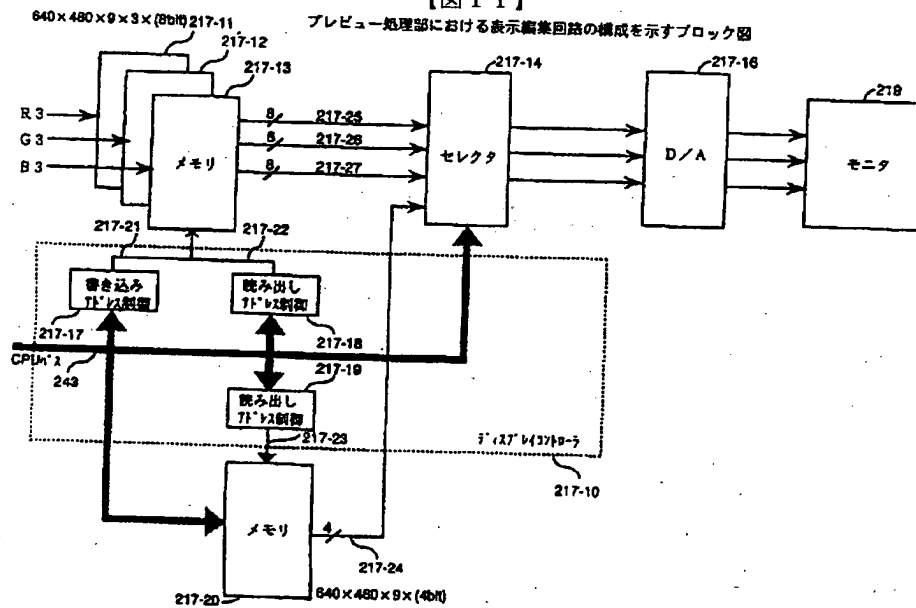 【図11】
プレビュー処理部における表示編集回路の構成を示すブロック図
640×480×9×3×(8bit)
217-11
217-12
217-13
217-14
217-16
218
R3
G3
B3
メモリ
8
217-25
8
217-26
8
217-27
セレクタ
D/A
モニタ
217-21
217-22
書き込み
アドレス制御
読み出し
アドレス制御
217-17
217-18
CPUバス
243
217-19
読み出し
アドレス制御
217-23
ディスプレイコントローラ
217-10
メモリ
4
217-24
217-20
640×480×9×(4bit)